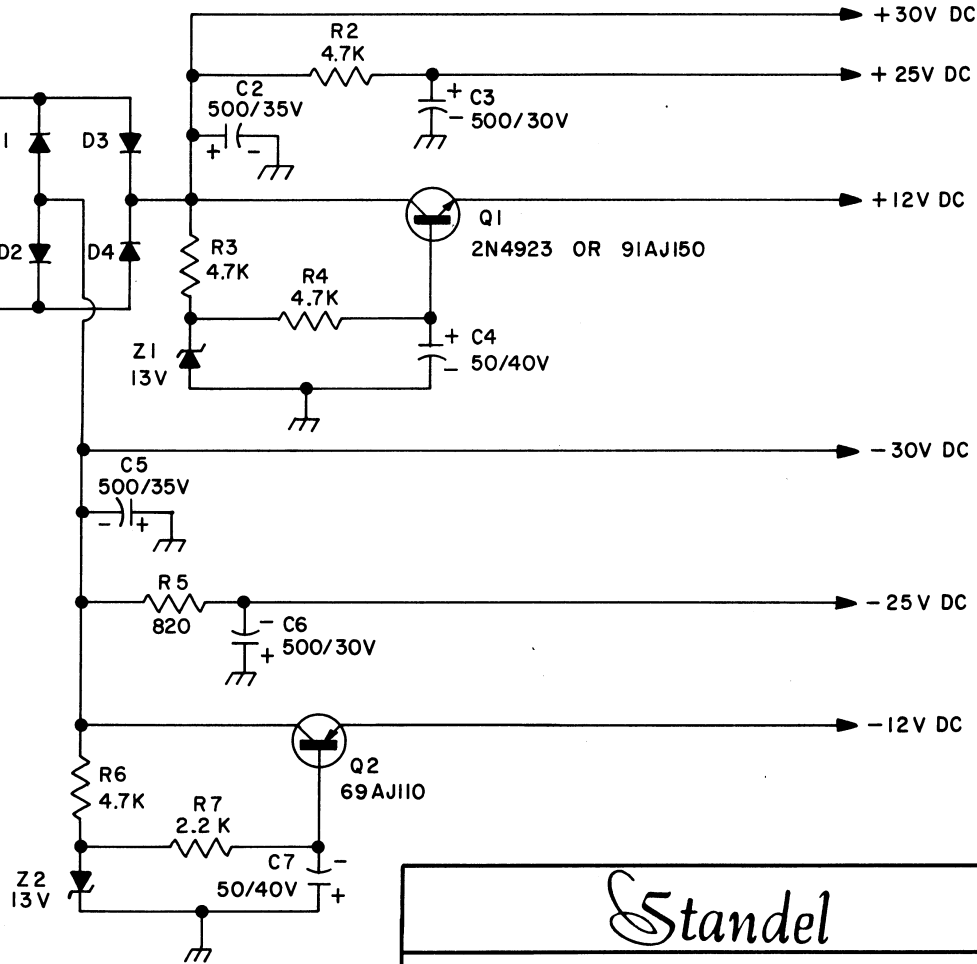 +30V DC
R2
4.7K
+25V DC
C2
500/35V
+ C3
- 500/30V
+ -
1
D3
+12V DC
Q1
2N4923 OR 91AJ150
D2
D4
R3
4.7K
R4
4.7K
Z1
13V
+ C4
- 50/40V
-30V DC
C5
500/35V
- +
R5
820
-25V DC
- C6
+ 500/30V
-12V DC
Q2
69AJ110
R6
4.7K
R7
2.2K
Z2
13V
C7 -
50/40V +
Standel